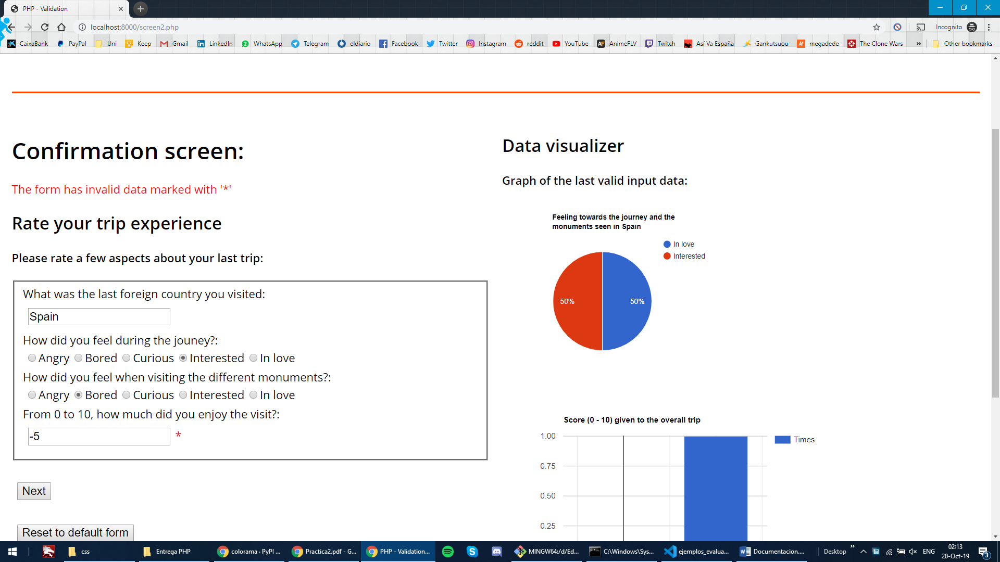 PHP - Validation
localhost:8000/screen2.php
Incognito
CaixaBank PayPal Uni Keep Gmail LinkedIn WhatsApp Telegram eldiario Facebook Twitter Instagram reddit YouTube AnimeFLV Twitch Así Va España Gankutsuou megadede The Clone Wars » Other bookmarks
Confirmation screen:
The form has invalid data marked with '*'
Rate your trip experience
Please rate a few aspects about your last trip:
What was the last foreign country you visited:
Spain
How did you feel during the jouney?:
Angry Bored Curious Interested In love
How did you feel when visiting the different monuments?:
Angry Bored Curious Interested In love
From 0 to 10, how much did you enjoy the visit?:
-5 *
Next
Reset to default form
Data visualizer
Graph of the last valid input data:
Feeling towards the journey and the
monuments seen in Spain
In love
Interested
50% 50%
Score (0 - 10) given to the overall trip
1.00
Times
0.75
0.50
0.25
css Entrega PHP colorama · PyPI ... Practica2.pdf - G... PHP - Validation... MINGW64:/d/Ed... C:\Windows\Sys... ejemplos_evalua... Documentacion.... Desktop » ENG 02:13
20-Oct-19 3